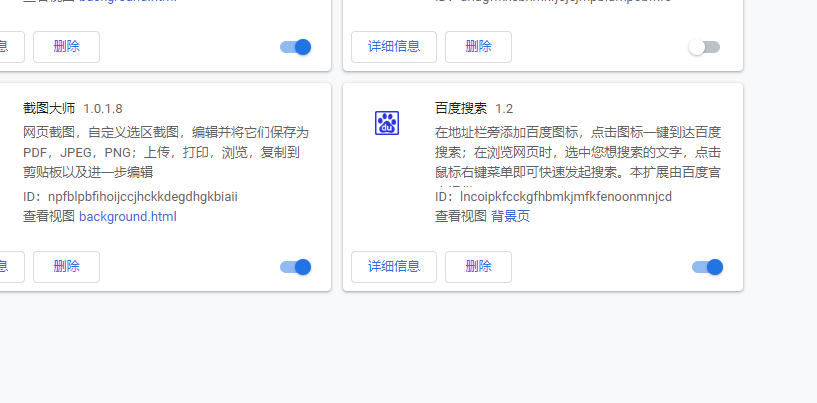 查看视图 background.html
息
删除
详细信息
删除
截图大师 1.0.1.8
网页截图，自定义选区截图，编辑并将它们保存为
PDF，JPEG，PNG；上传，打印，浏览，复制到
剪贴板以及进一步编辑
ID：npfblpbfihoijccjhckkdegdhgkbiaii
查看视图 background.html
息
删除
du
百度搜索 1.2
在地址栏旁添加百度图标，点击图标一键到达百度
搜索；在浏览网页时，选中您想搜索的文字，点击
鼠标右键菜单即可快速发起搜索。本扩展由百度官
ID：lncoipkfcckgfhbmkjmfkfenoonmnjcd
查看视图 背景页
详细信息
删除